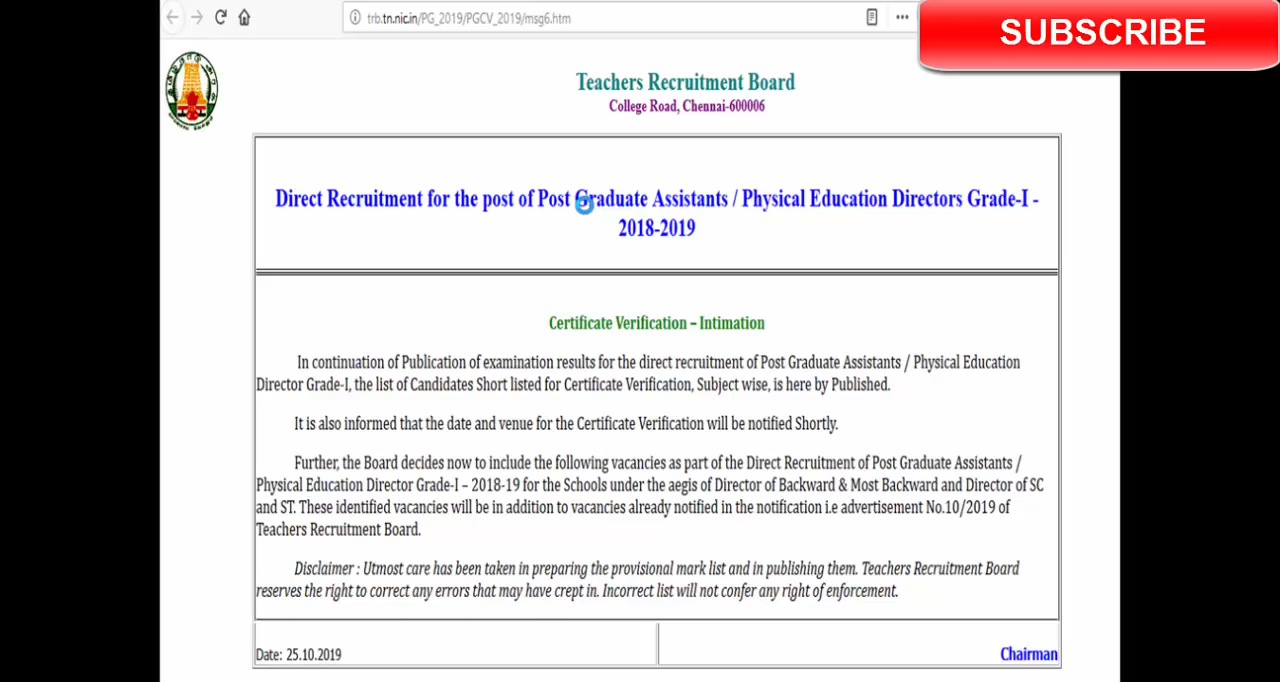 trb.tn.nic.in/PG_2019/PGCV_2019/msg6.htm
SUBSCRIBE
Teachers Recruitment Board
College Road, Chennai-600006
Direct Recruitment for the post of Post Graduate Assistants / Physical Education Directors Grade-I -
2018-2019
Certificate Verification – Intimation
In continuation of Publication of examination results for the direct recruitment of Post Graduate Assistants / Physical Education
Director Grade-I, the list of Candidates Short listed for Certificate Verification, Subject wise, is here by Published.
It is also informed that the date and venue for the Certificate Verification will be notified Shortly.
Further, the Board decides now to include the following vacancies as part of the Direct Recruitment of Post Graduate Assistants /
Physical Education Director Grade-I – 2018-19 for the Schools under the aegis of Director of Backward & Most Backward and Director of SC
and ST. These identified vacancies will be in addition to vacancies already notified in the notification i.e advertisement No.10/2019 of
Teachers Recruitment Board.
Disclaimer : Utmost care has been taken in preparing the provisional mark list and in publishing them. Teachers Recruitment Board
reserves the right to correct any errors that may have crept in. Incorrect list will not confer any right of enforcement.
Date: 25.10.2019
Chairman